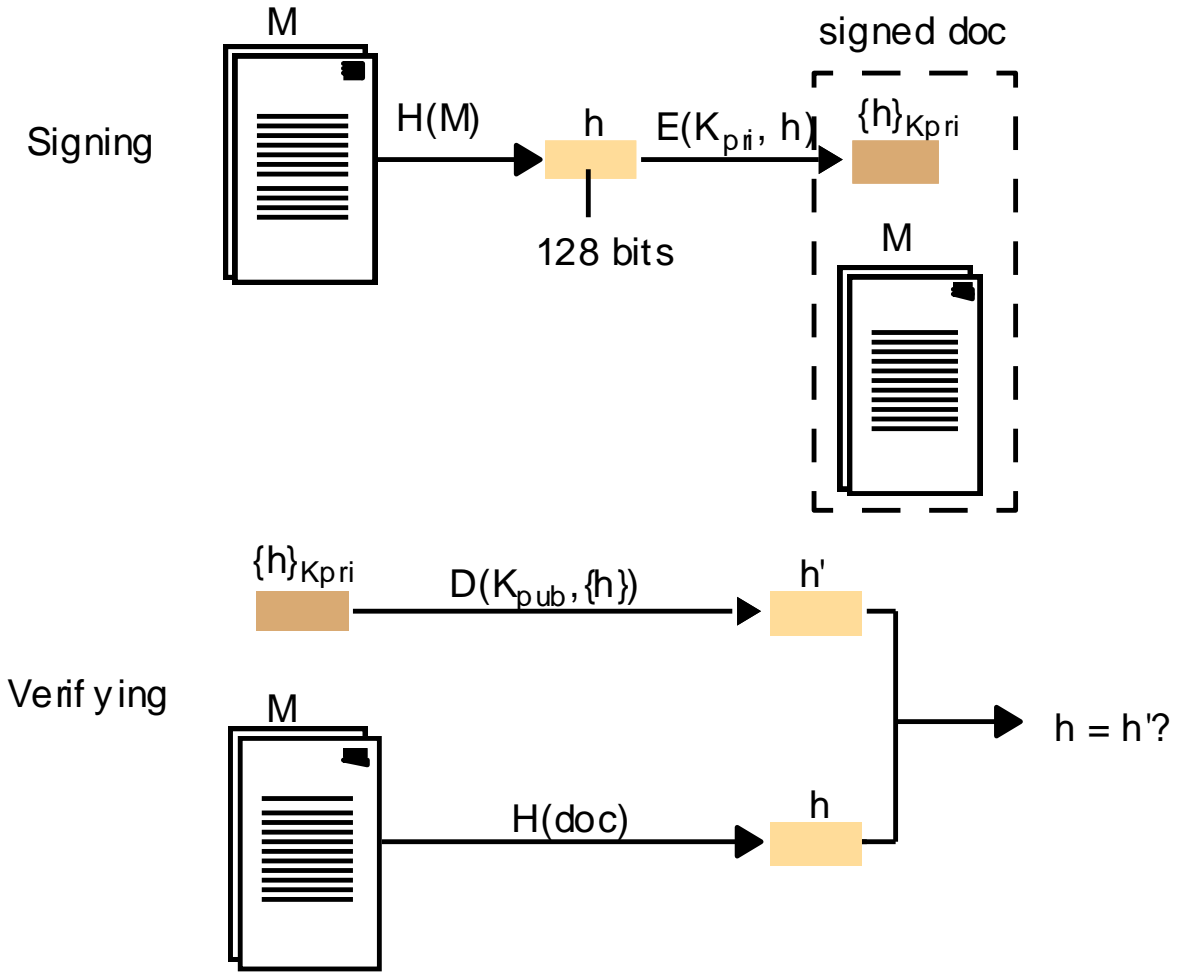 M
signed doc
Signing
H(M)
h
E(Kpri, h)
{h}Kpri
128 bits
M
{h}Kpri
D(Kpub,{h})
h'
Verifying
M
h = h'?
H(doc)
h